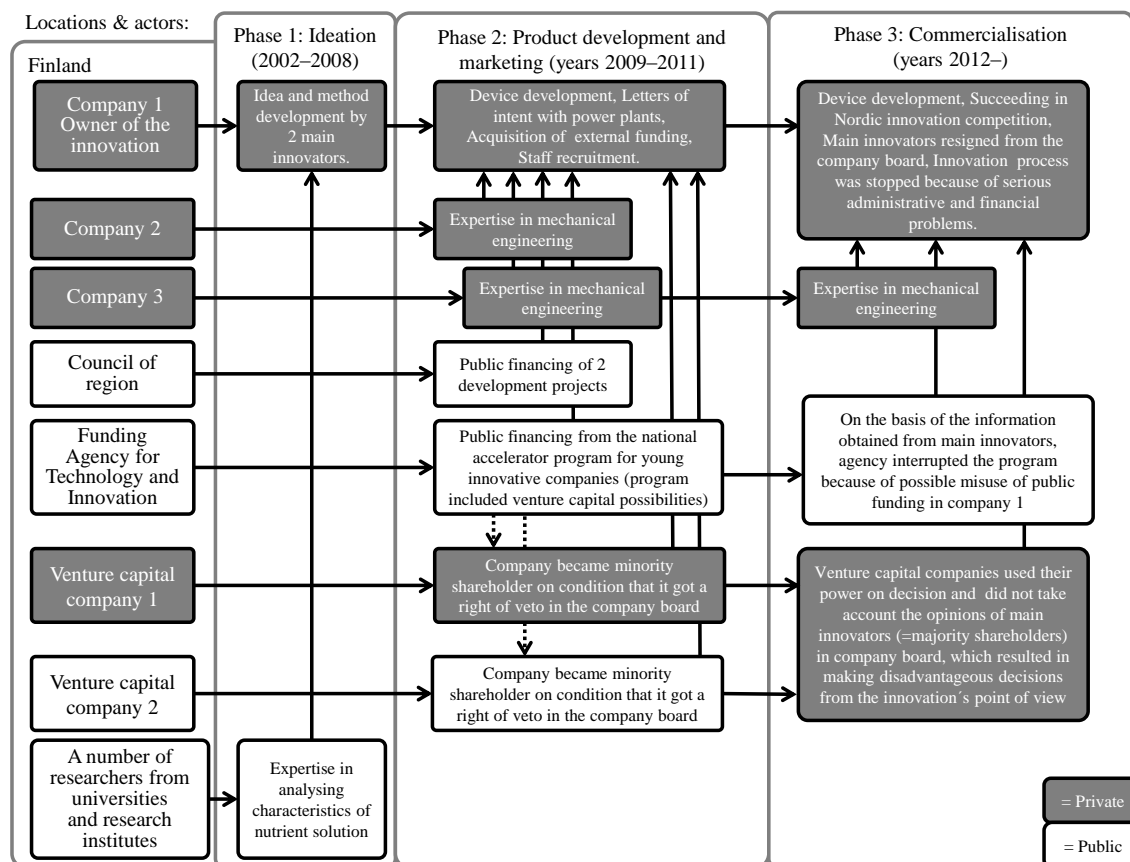 Locations & actors:
Phase 1: Ideation
(2002–2008)
Phase 2: Product development and
marketing (years 2009–2011)
Phase 3: Commercialisation
(years 2012–)
Finland
Company 1
Owner of the
innovation
Idea and method
development by
2 main
innovators.
Device development, Letters of
intent with power plants,
Acquisition of external funding,
Staff recruitment.
Device development, Succeeding in
Nordic innovation competition,
Main innovators resigned from the
company board, Innovation process
was stopped because of serious
administrative and financial
problems.
Company 2
Expertise in mechanical
engineering
Company 3
Expertise in mechanical
engineering
Expertise in mechanical
engineering
Council of
region
Public financing of 2
development projects
Funding
Agency for
Technology and
Innovation
Public financing from the national
accelerator program for young
innovative companies (program
included venture capital possibilities)
On the basis of the information
obtained from main innovators,
agency interrupted the program
because of possible misuse of public
funding in company 1
Venture capital
company 1
Company became minority
shareholder on condition that it got a
right of veto in the company board
Venture capital companies used their
power on decision and did not take
account the opinions of main
innovators (=majority shareholders)
in company board, which resulted in
making disadvantageous decisions
from the innovation´s point of view
Venture capital
company 2
Company became minority
shareholder on condition that it got a
right of veto in the company board
A number of
researchers from
universities
and research
institutes
Expertise in
analysing
characteristics of
nutrient solution
= Private
= Public